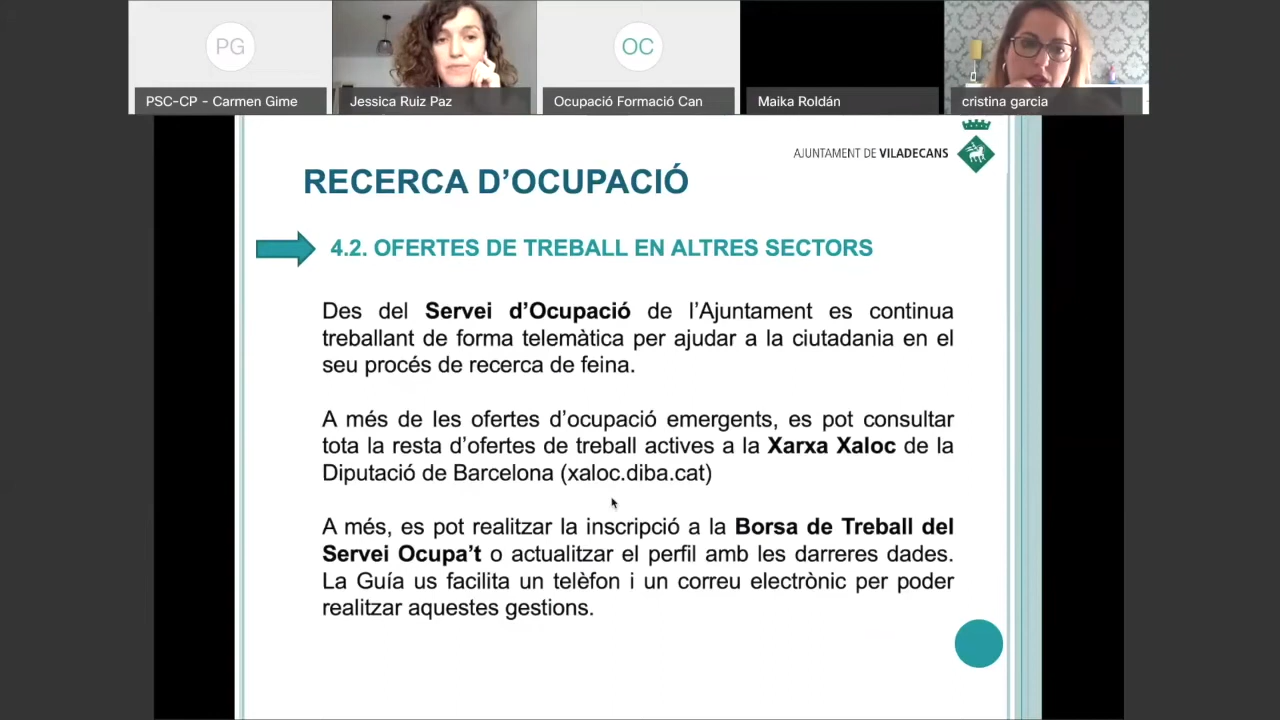 PG
OC
PSC-CP - Carmen Gime
Jessica Ruiz Paz
Ocupació Formació Can
Maika Roldán
cristina garcia
AJUNTAMENT DE VILADECANS
RECERCA D’OCUPACIÓ
4.2. OFERTES DE TREBALL EN ALTRES SECTORS
Des del Servei d’Ocupació de l’Ajuntament es continua
treballant de forma telemàtica per ajudar a la ciutadania en el
seu procés de recerca de feina.
A més de les ofertes d’ocupació emergents, es pot consultar
tota la resta d’ofertes de treball actives a la Xarxa Xaloc de la
Diputació de Barcelona (xaloc.diba.cat)
A més, es pot realitzar la inscripció a la Borsa de Treball del
Servei Ocupa’t o actualitzar el perfil amb les darreres dades.
La Guía us facilita un telèfon i un correu electrònic per poder
realitzar aquestes gestions.